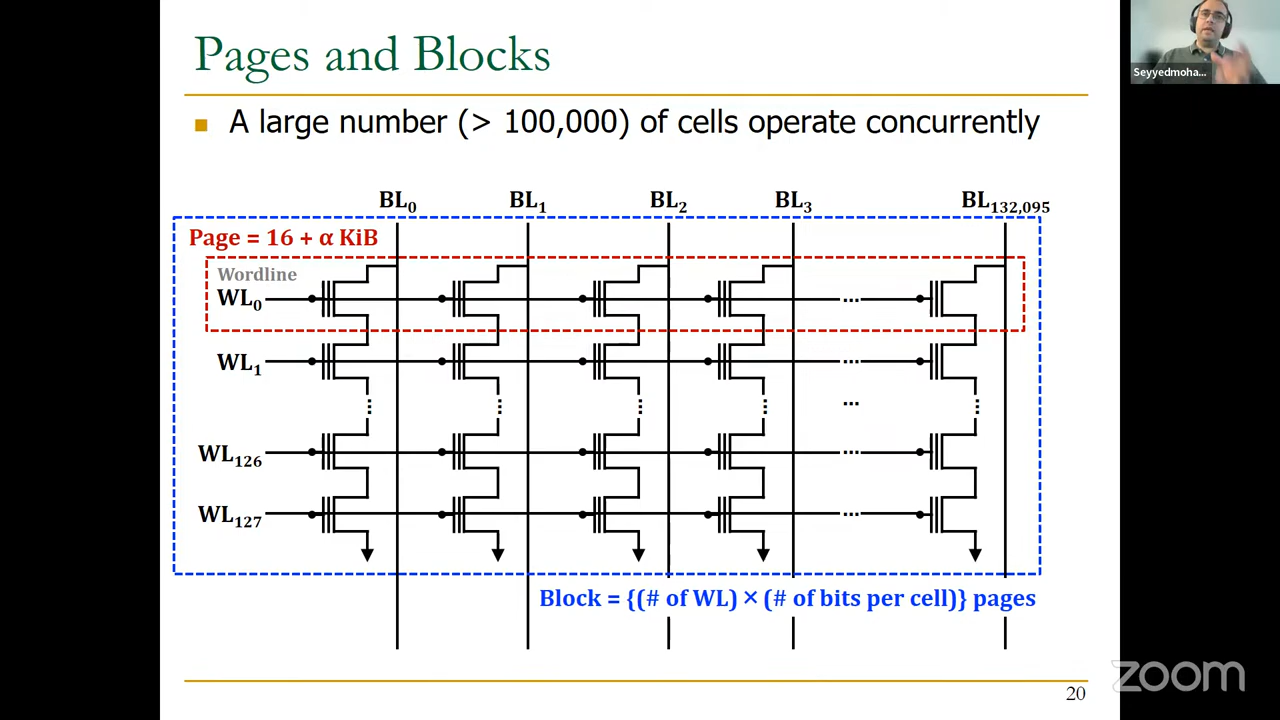 Pages and Blocks
Seyyedmoha...
A large number (> 100,000) of cells operate concurrently
BL0 BL1 BL2 BL3 BL132,095
Page = 16 + α KiB
Wordline
WL0 ...
WL1 ...
...
WL126 ...
WL127 ...
Block = {(# of WL) × (# of bits per cell)} pages
20
zoom